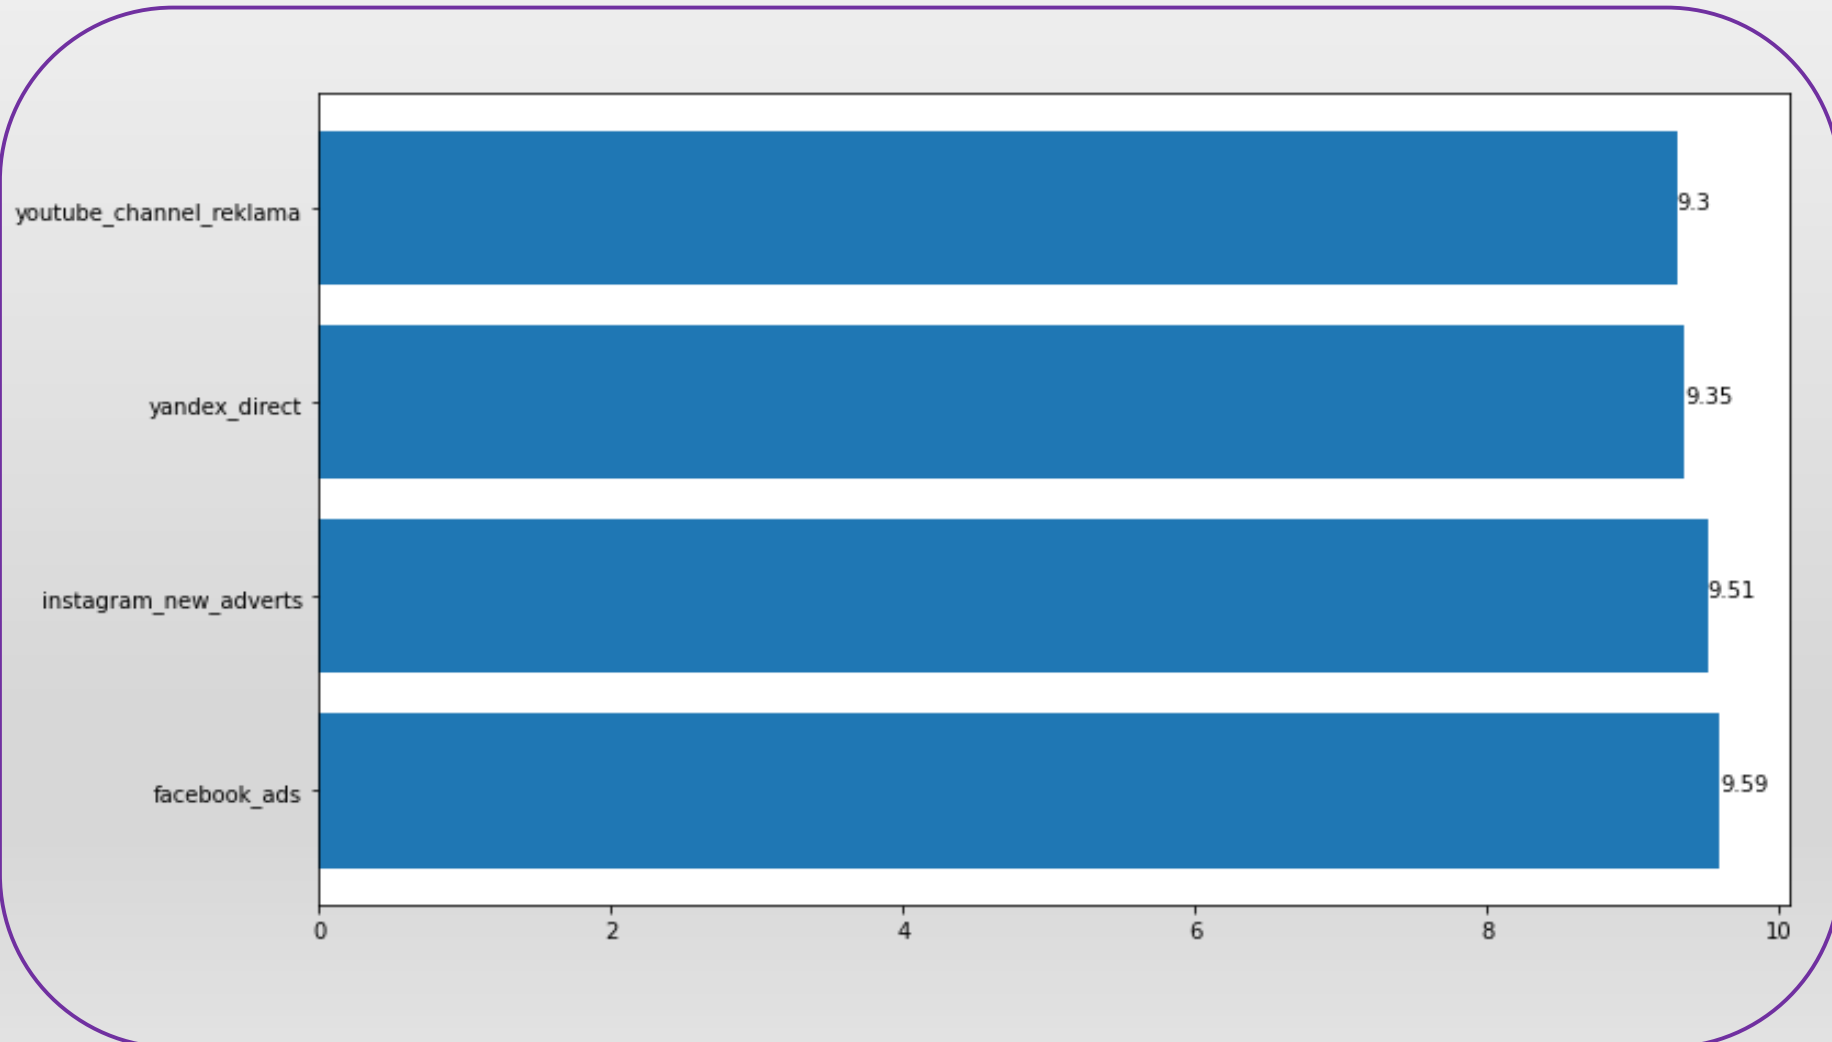 youtube_channel_reklama
9.3
yandex_direct
9.35
instagram_new_adverts
9.51
facebook_ads
9.59
0 2 4 6 8 10